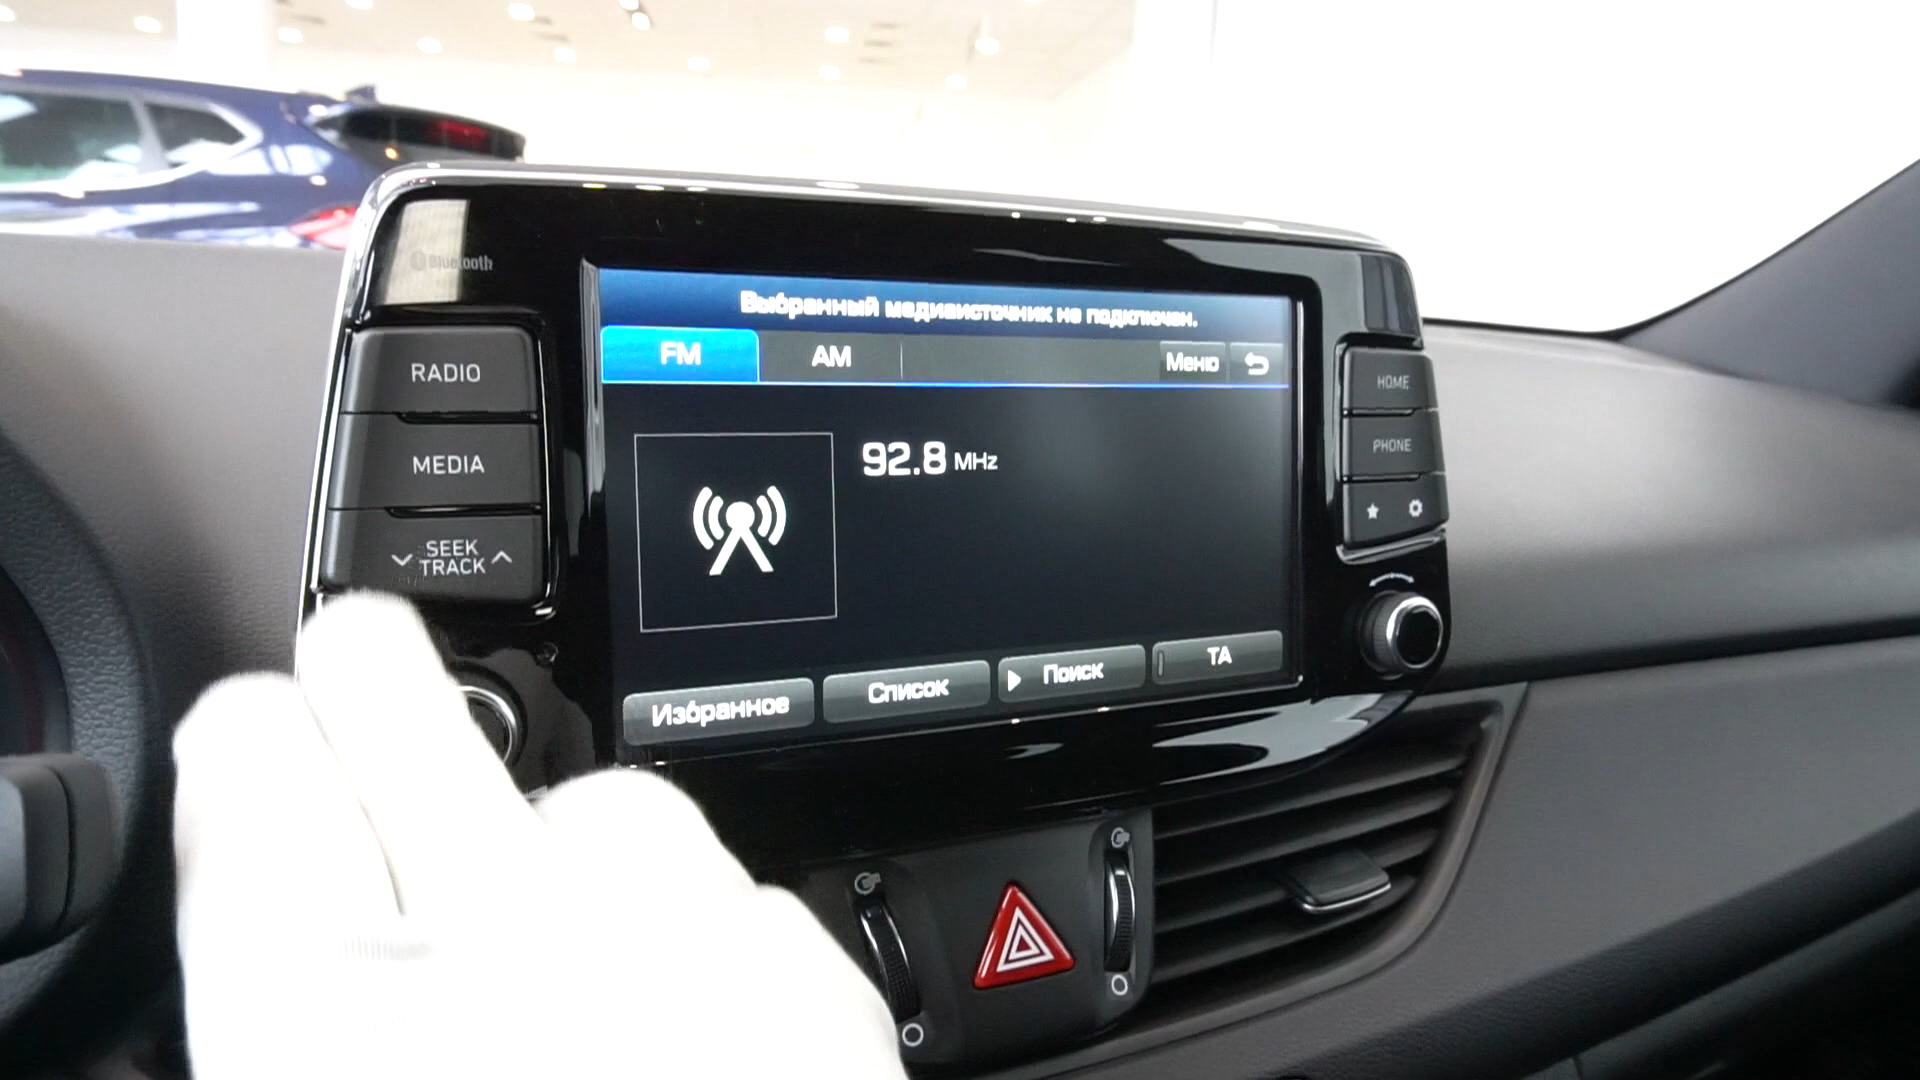 Bluetooth
Выбранный медиаисточник не подключен.
FM
AM
Меню
RADIO
MEDIA
SEEK
TRACK
92.8 MHz
HOME
PHONE
Избранное
Список
Поиск
TA